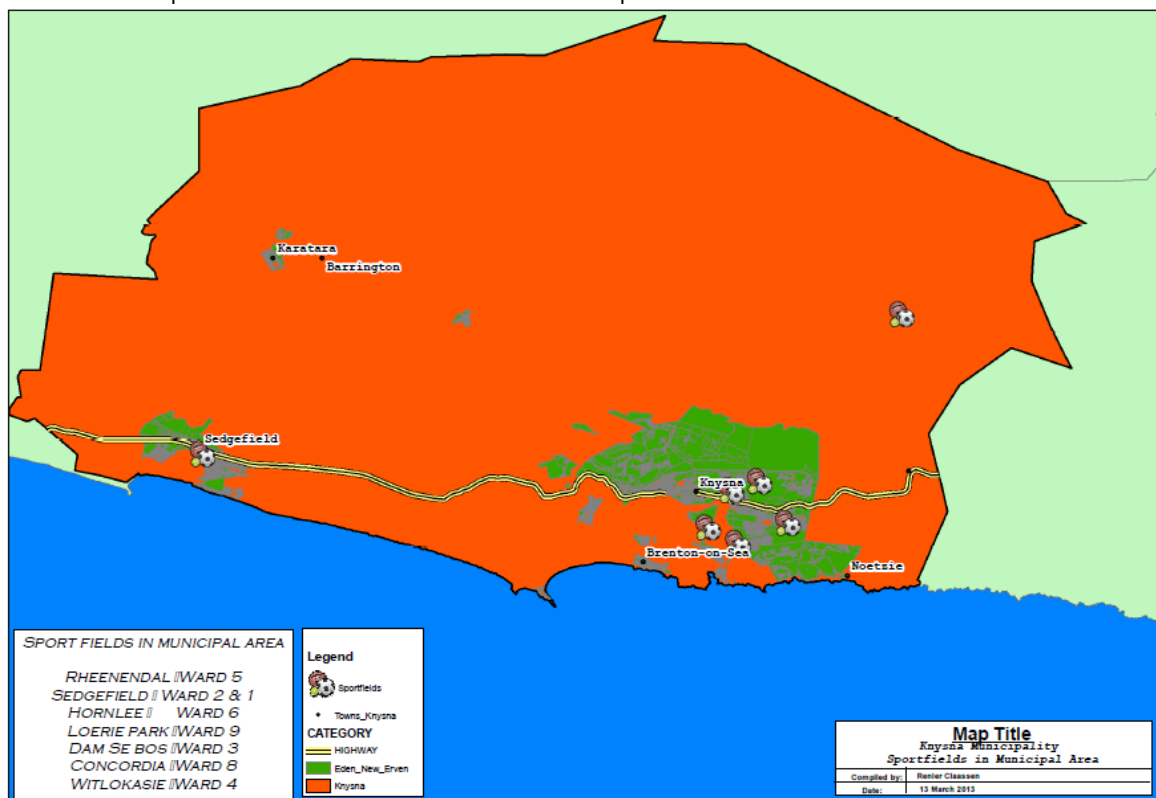 Karatara
Barrington
Sedgefield
Knysna
Brenton-on-Sea
Noetzie
SPORT FIELDS IN MUNICIPAL AREA
RHEENENDAL WARD 5
SEDGEFIELD WARD 2 & 1
HORNLEE WARD 6
LOERIE PARK WARD 9
DAM SE BOS WARD 3
CONCORDIA WARD 8
WITLOKASIE WARD 4
Legend
Sportfields
Towns_Knysna
CATEGORY
HIGHWAY
Eden_New_Erven
Knysna
Map Title
Knysna Municipality
Sportfields in Municipal Area
Compiled by: Renier Claassen
Date: 13 March 2013